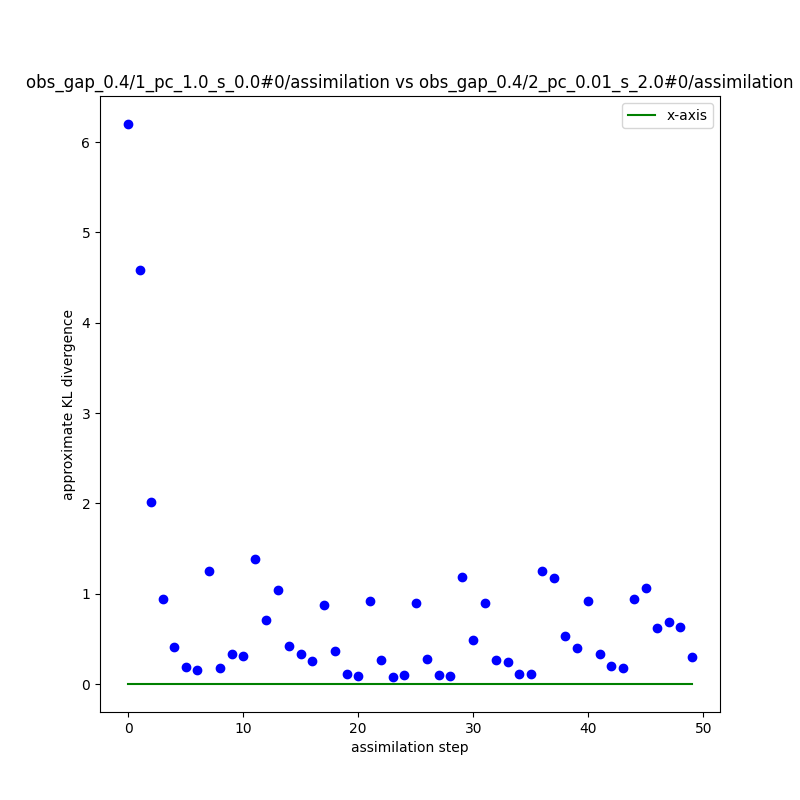 obs_gap_0.4/1_pc_1.0_s_0.0#0/assimilation vs obs_gap_0.4/2_pc_0.01_s_2.0#0/assimilation
x-axis
approximate KL divergence
6
5
4
3
2
1
0
0 10 20 30 40 50
assimilation step